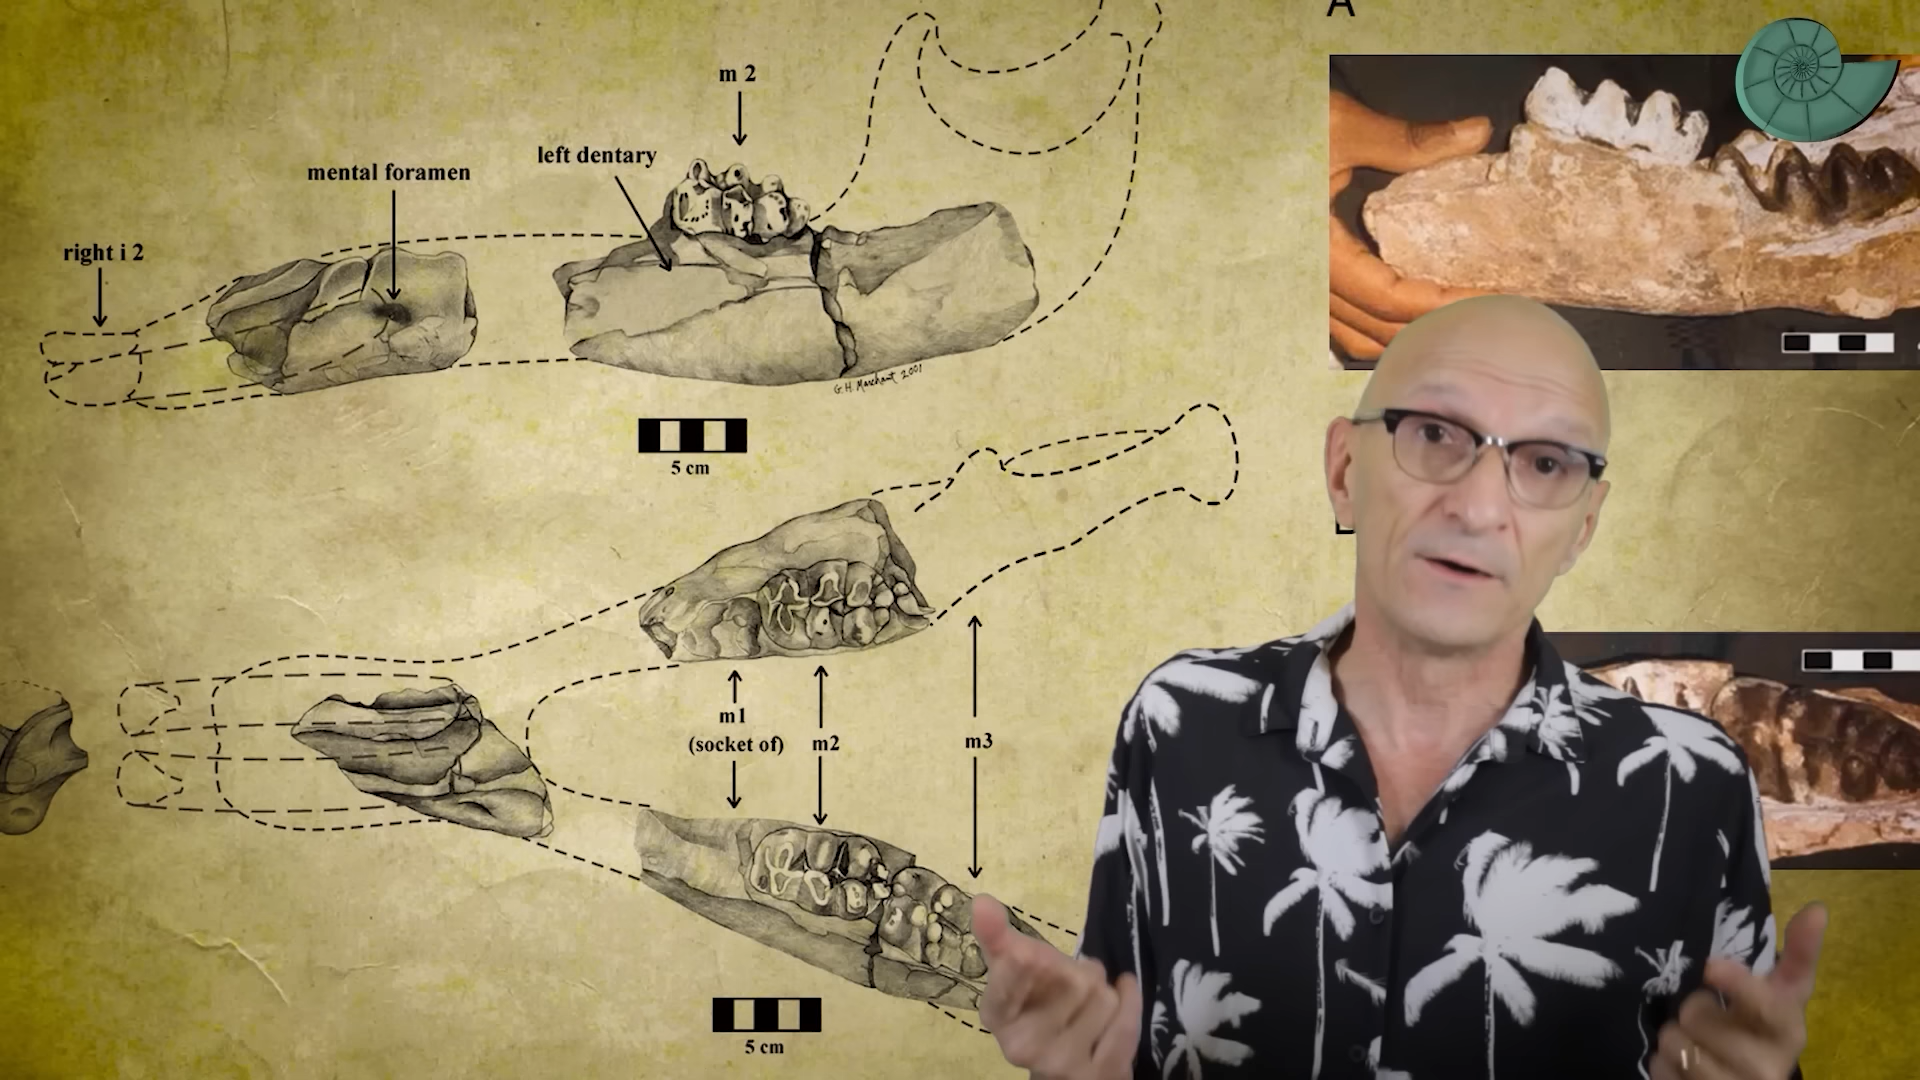 A
m 2
left dentary
mental foramen
right i 2
G.H. Marchant 2001
5 cm
m1
(socket of)
m2
m3
5 cm